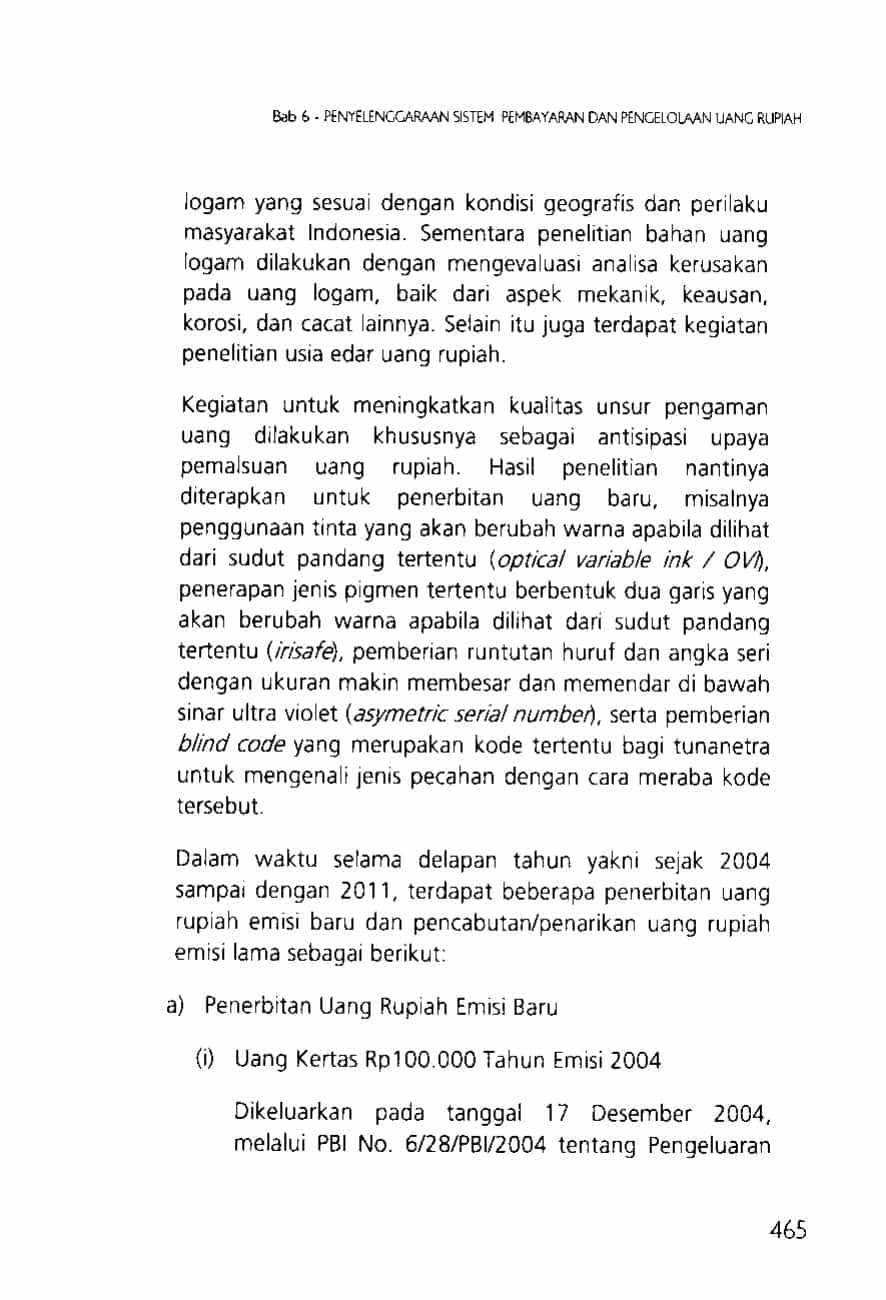 Bab 6 - PENYELENGGARAAN SISTEM PEMBAYARAN DAN PENGELOLAAN UANG RUPIAH
logam yang sesuai dengan kondisi geografis dan perilaku
masyarakat Indonesia. Sementara penelitian bahan uang
logam dilakukan dengan mengevaluasi analisa kerusakan
pada uang logam, baik dari aspek mekanik, keausan,
korosi, dan cacat lainnya. Selain itu juga terdapat kegiatan
penelitian usia edar uang rupiah.
Kegiatan untuk meningkatkan kualitas unsur pengaman
uang dilakukan khususnya sebagai antisipasi upaya
pemalsuan uang rupiah. Hasil penelitian nantinya
diterapkan untuk penerbitan uang baru, misalnya
penggunaan tinta yang akan berubah warna apabila dilihat
dari sudut pandang tertentu (optical variable ink / OVI),
penerapan jenis pigmen tertentu berbentuk dua garis yang
akan berubah warna apabila dilihat dari sudut pandang
tertentu (irisafe), pemberian runtutan huruf dan angka seri
dengan ukuran makin membesar dan memendar di bawah
sinar ultra violet (asymetric serial number), serta pemberian
blind code yang merupakan kode tertentu bagi tunanetra
untuk mengenali jenis pecahan dengan cara meraba kode
tersebut.
Dalam waktu selama delapan tahun yakni sejak 2004
sampai dengan 2011, terdapat beberapa penerbitan uang
rupiah emisi baru dan pencabutan/penarikan uang rupiah
emisi lama sebagai berikut:
a) Penerbitan Uang Rupiah Emisi Baru
(i) Uang Kertas Rp100.000 Tahun Emisi 2004
Dikeluarkan pada tanggal 17 Desember 2004,
melalui PBI No. 6/28/PBI/2004 tentang Pengeluaran
465